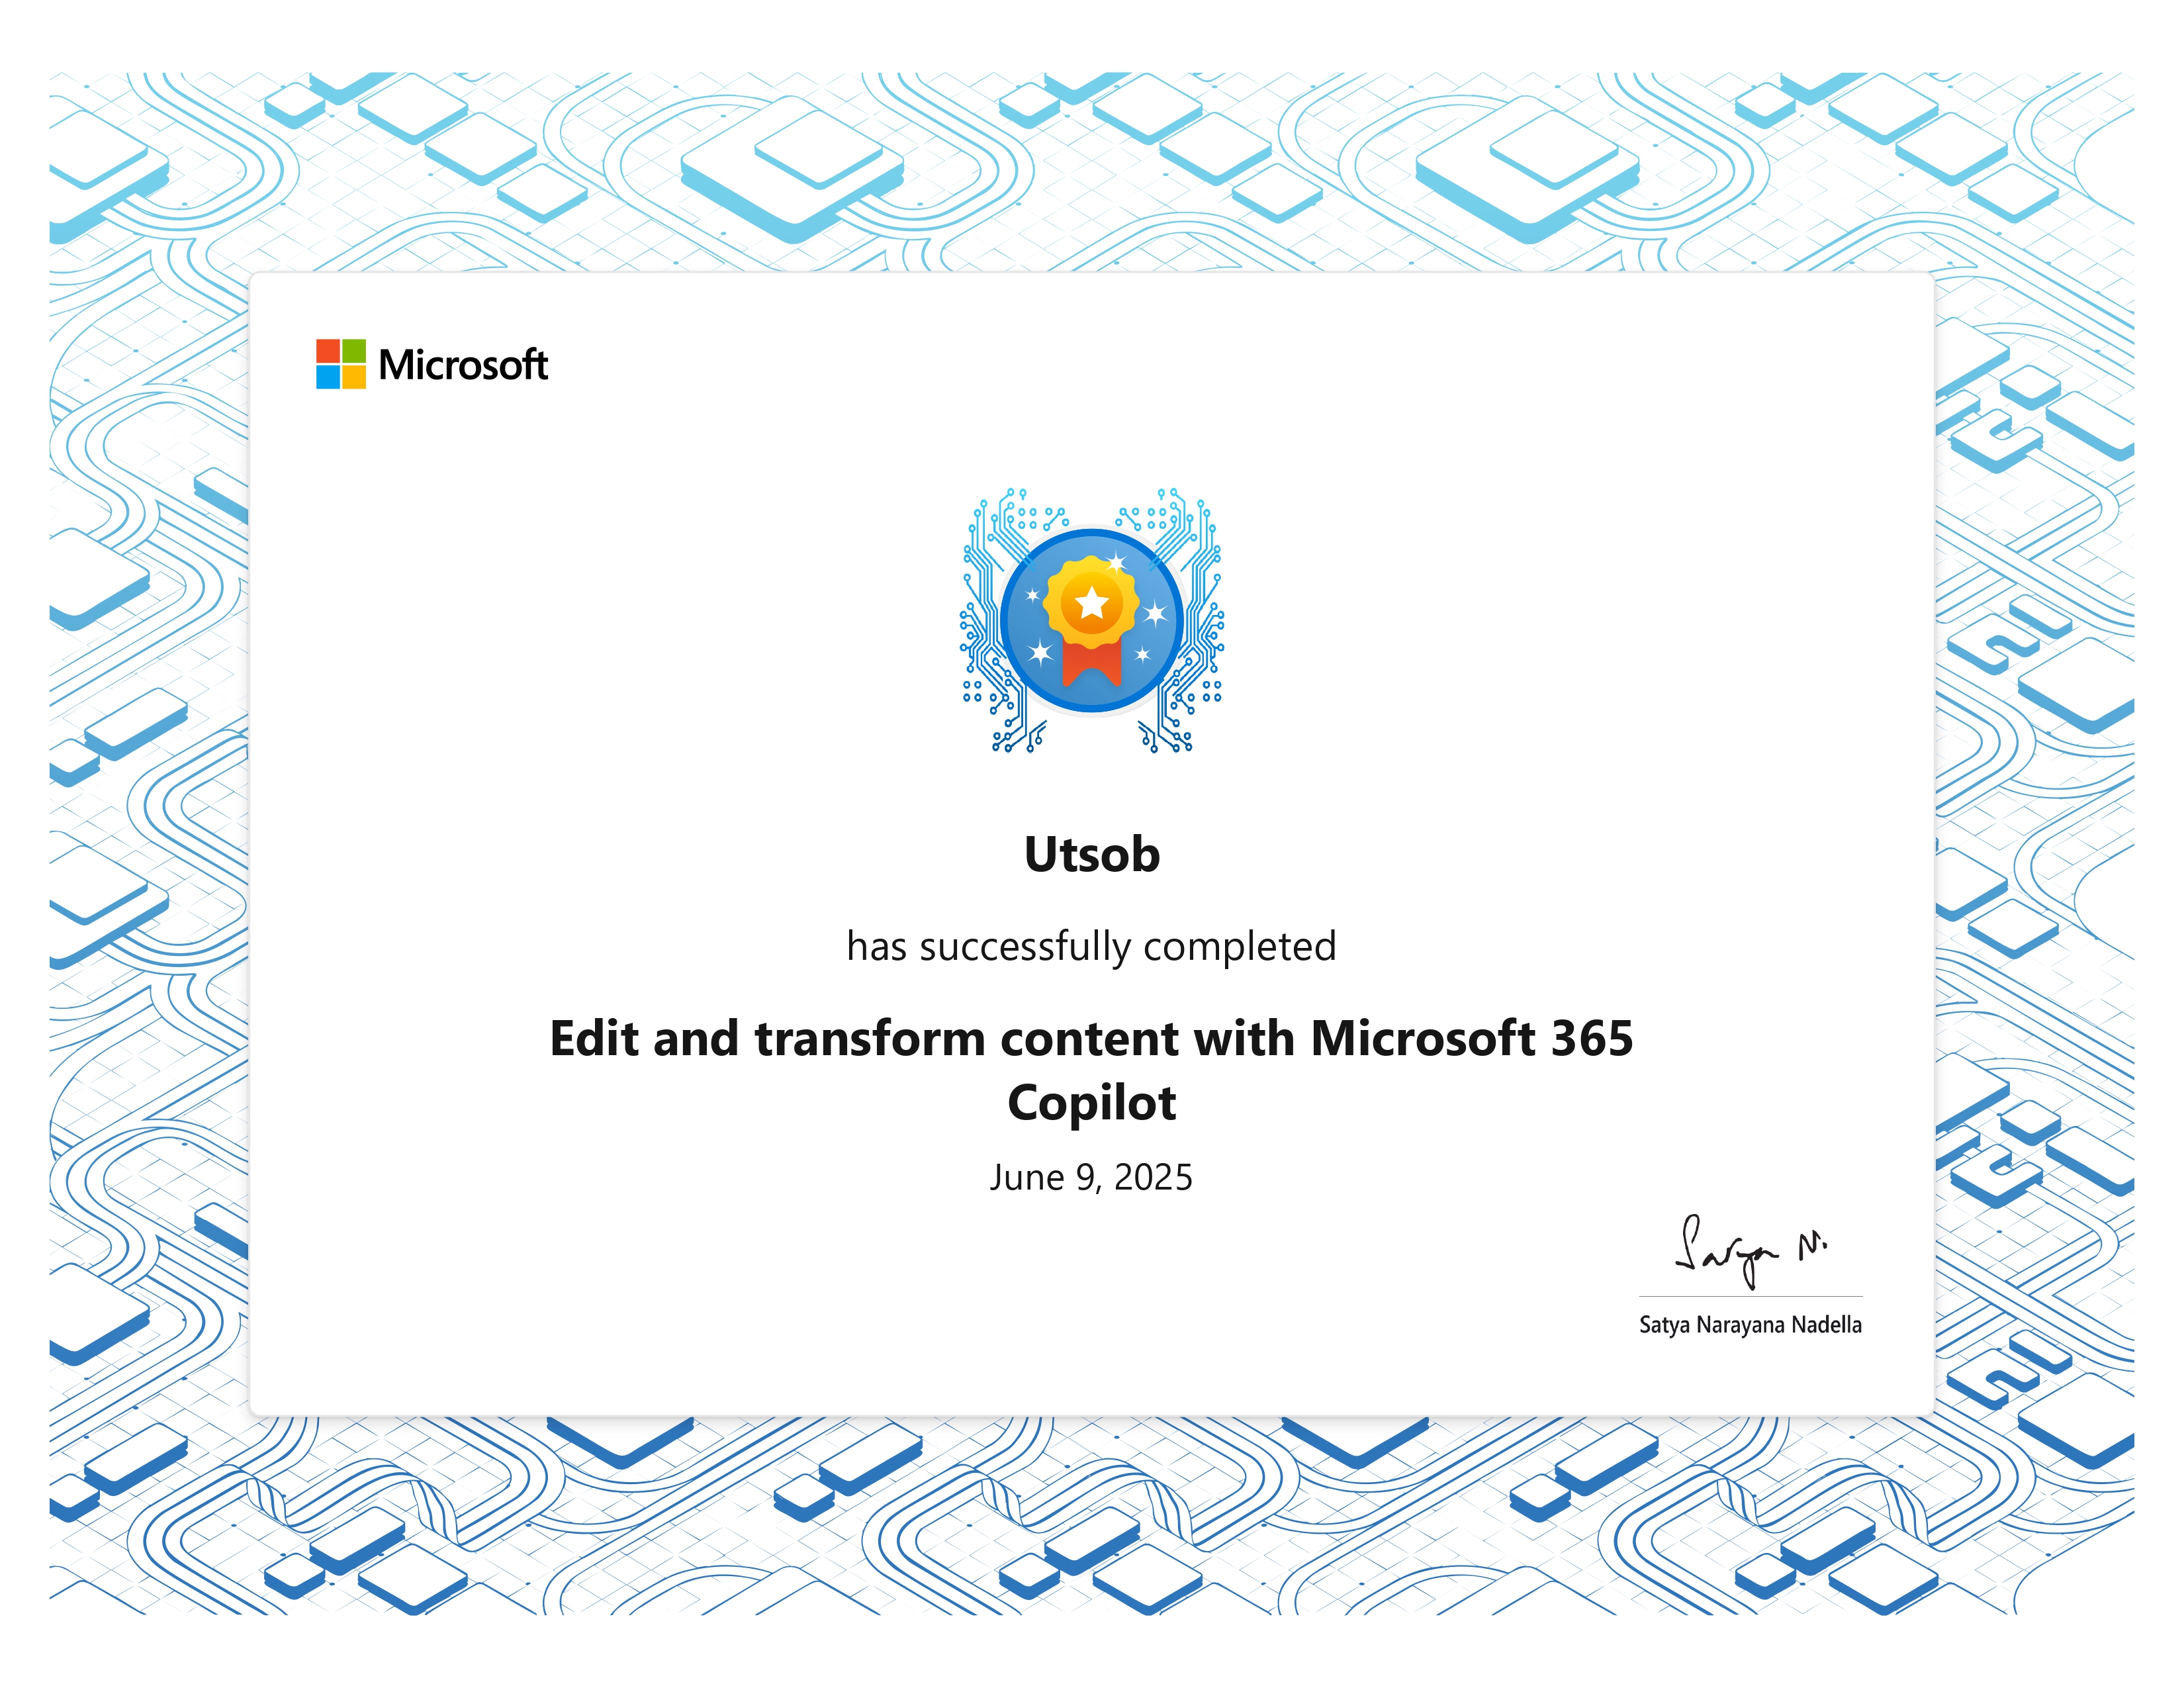 Microsoft
Utsob
has successfully completed
Edit and transform content with Microsoft 365
Copilot
June 9, 2025
Satya N.
Satya Narayana Nadella